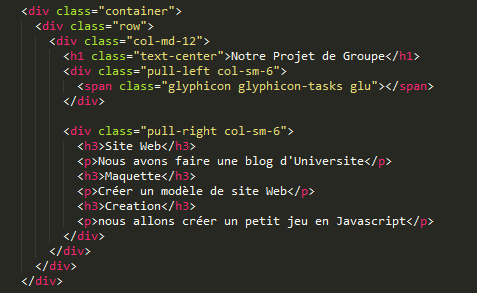 <div class="container">
<div class="row">
<div class="col-md-12">
<h1 class="text-center">Notre Projet de Groupe</h1>
<div class="pull-left col-sm-6">
<span class="glyphicon glyphicon-tasks glu"></span>
</div>
<div class="pull-right col-sm-6">
<h3>Site Web</h3>
<p>Nous avons faire une blog d'Universite</p>
<h3>Maquette</h3>
<p>Créer un modèle de site Web</p>
<h3>Creation</h3>
<p>nous allons créer un petit jeu en Javascript</p>
</div>
</div>
</div>
</div>